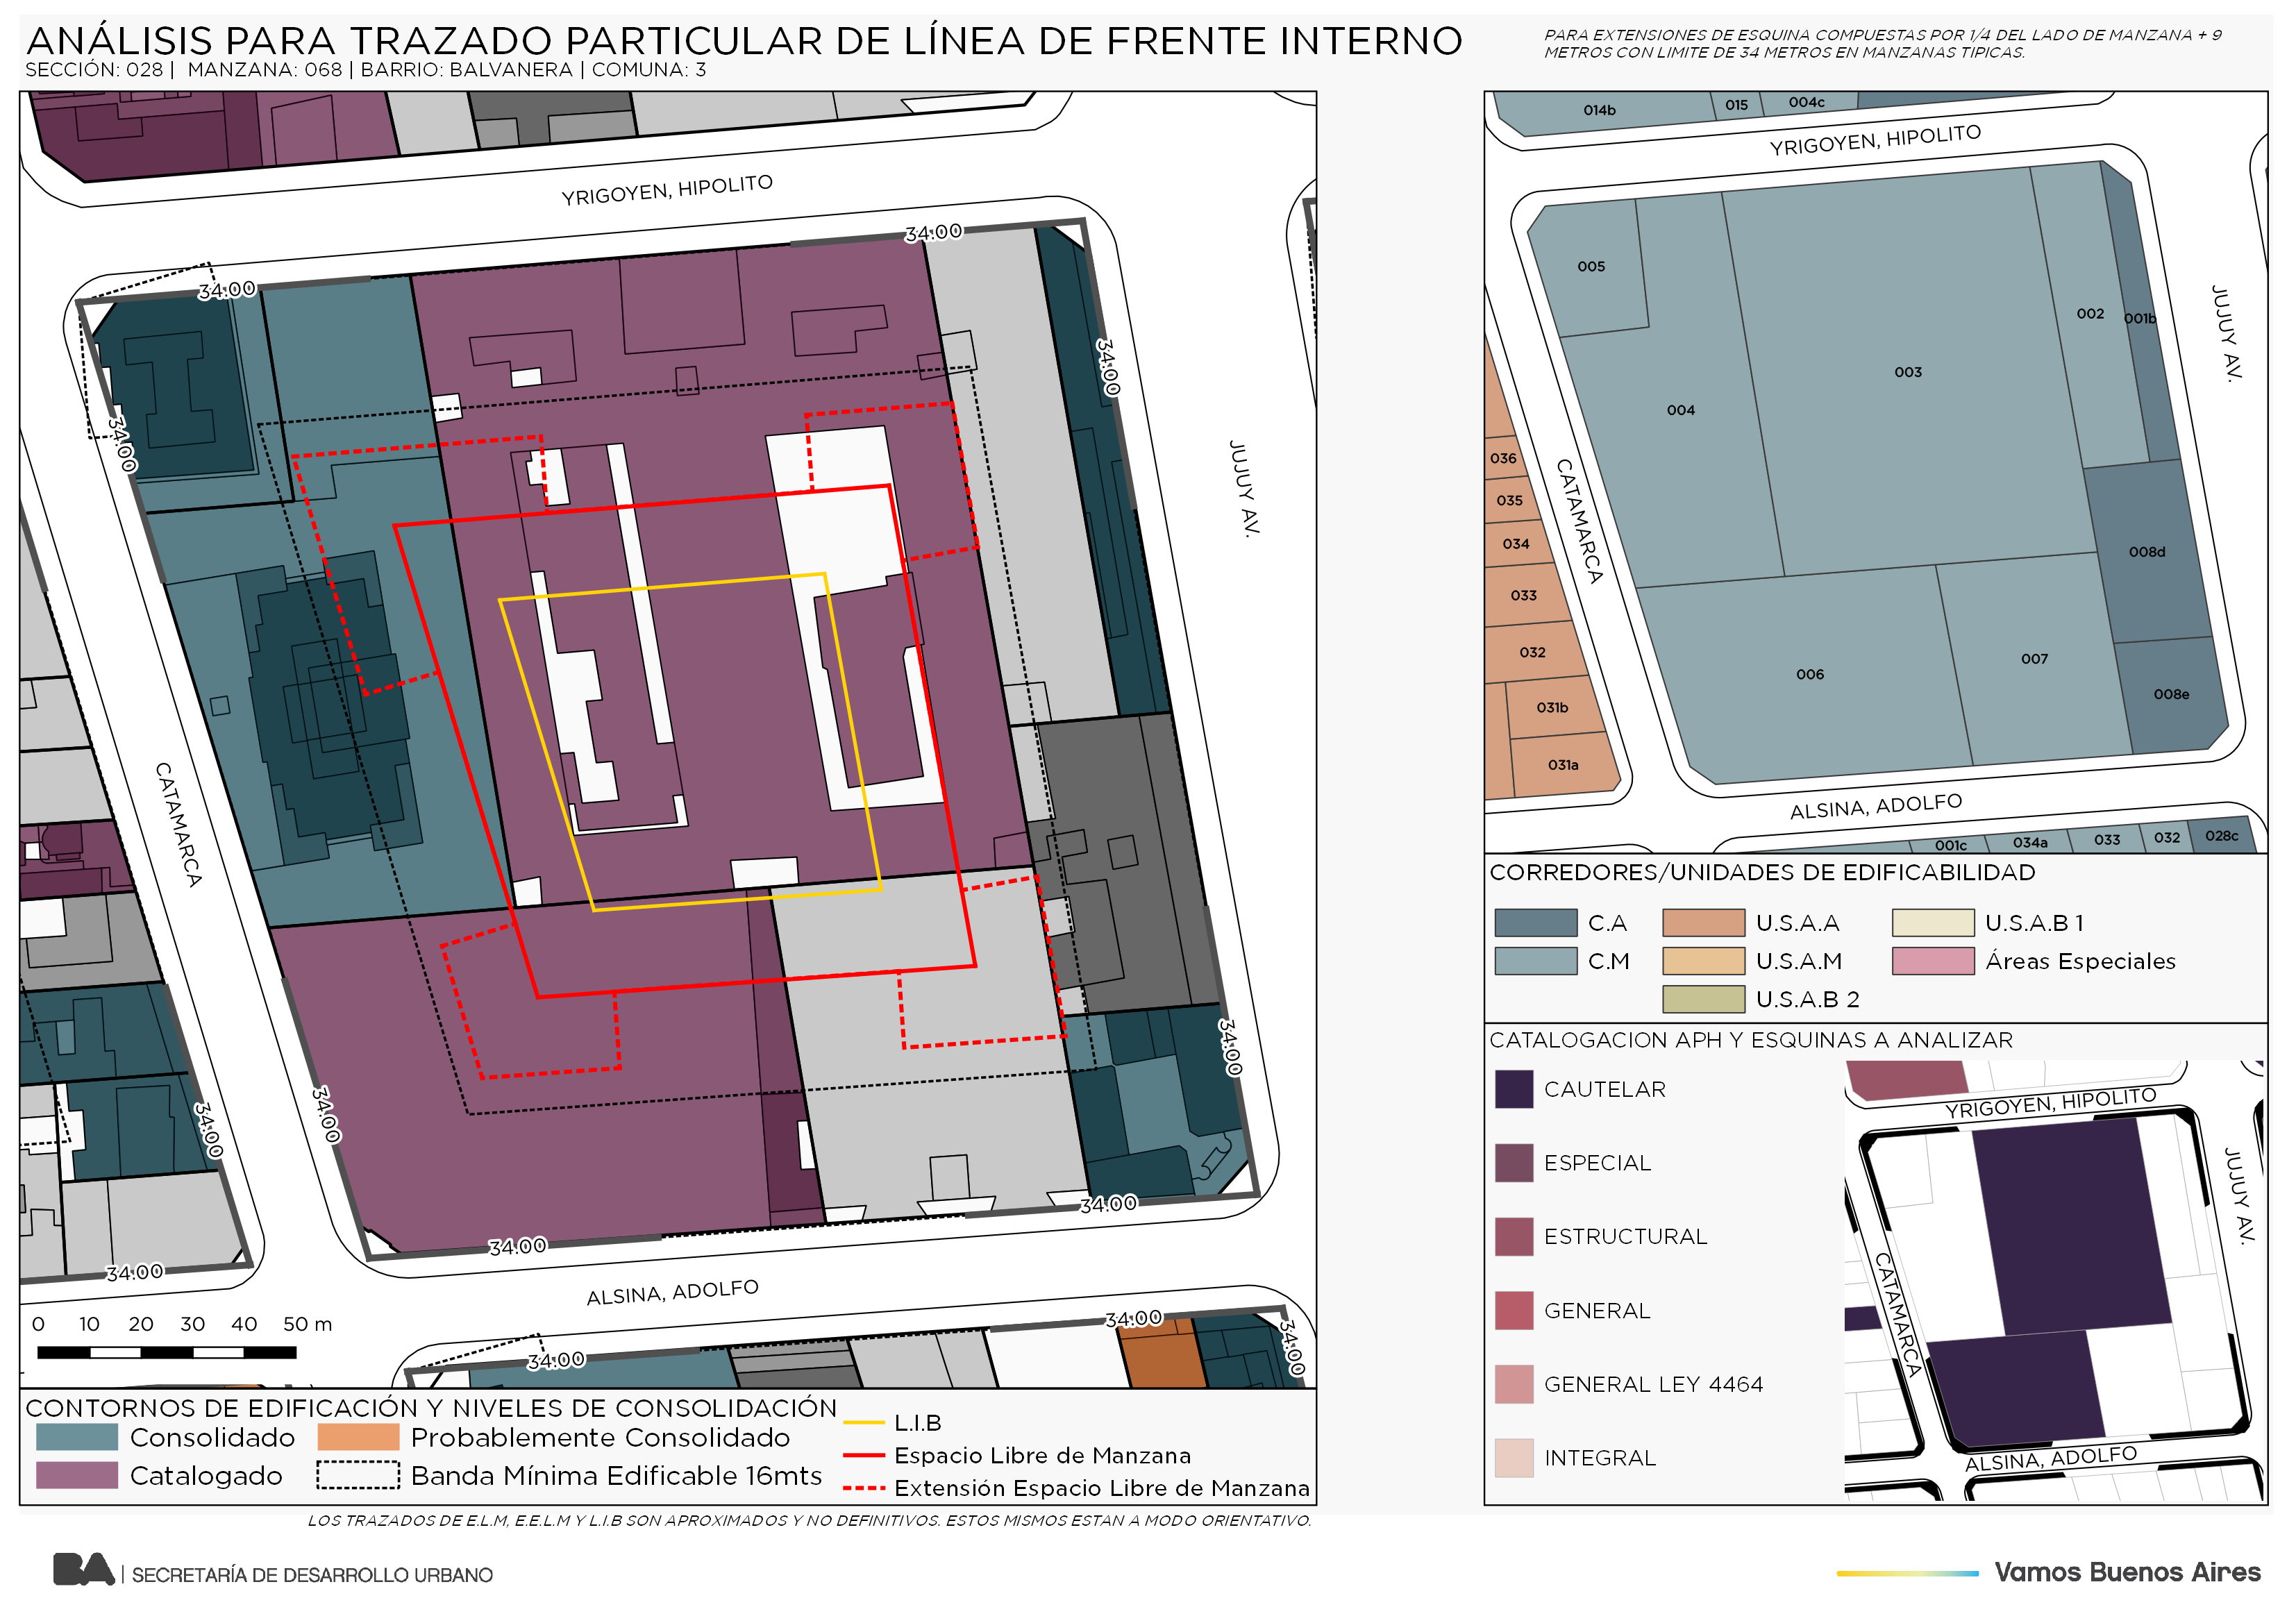 ANÁLISIS PARA TRAZADO PARTICULAR DE LÍNEA DE FRENTE INTERNO
SECCIÓN: 028 | MANZANA: 068 | BARRIO: BALVANERA | COMUNA: 3
PARA EXTENSIONES DE ESQUINA COMPUESTAS POR 1/4 DEL LADO DE MANZANA + 9
METROS CON LIMITE DE 34 METROS EN MANZANAS TIPICAS.
YRIGOYEN, HIPOLITO
34.00
34.00
34.00
34.00
JUJUY AV.
CATAMARCA
34.00
34.00
34.00
34.00
34.00
34.00
ALSINA, ADOLFO
34.00
34.00
34.00
0 10 20 30 40 50 m
CONTORNOS DE EDIFICACIÓN Y NIVELES DE CONSOLIDACIÓN
Consolidado
Probablemente Consolidado
Catalogado
Banda Mínima Edificable 16mts
L.I.B
Espacio Libre de Manzana
Extensión Espacio Libre de Manzana
014b
015
004c
YRIGOYEN, HIPOLITO
005
002
001b
JUJUY AV.
003
004
036
035
034
033
032
031b
031a
CATAMARCA
008d
007
006
008e
ALSINA, ADOLFO
001c
034a
033
032
028c
CORREDORES/UNIDADES DE EDIFICABILIDAD
C.A
U.S.A.A
U.S.A.B 1
C.M
U.S.A.M
Áreas Especiales
U.S.A.B 2
CATALOGACION APH Y ESQUINAS A ANALIZAR
CAUTELAR
ESPECIAL
ESTRUCTURAL
GENERAL
GENERAL LEY 4464
INTEGRAL
YRIGOYEN, HIPOLITO
JUJUY AV.
CATAMARCA
ALSINA, ADOLFO
LOS TRAZADOS DE E.L.M, E.E.L.M Y L.I.B SON APROXIMADOS Y NO DEFINITIVOS. ESTOS MISMOS ESTAN A MODO ORIENTATIVO.
BA | SECRETARÍA DE DESARROLLO URBANO
Vamos Buenos Aires